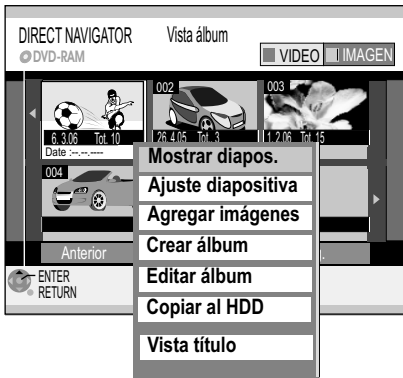 DIRECT NAVIGATOR Vista álbum
DVD-RAM
VIDEO IMAGEN
002 003
6. 3.06 Tot. 10 26. 4.05 Tot. 3 1. 2.06 Tot. 15
Date :--.--.----
004
Mostrar diapos.
Ajuste diapositiva
Agregar imágenes
Crear álbum
Editar álbum
Copiar al HDD
Vista título
Anterior
ENTER
RETURN